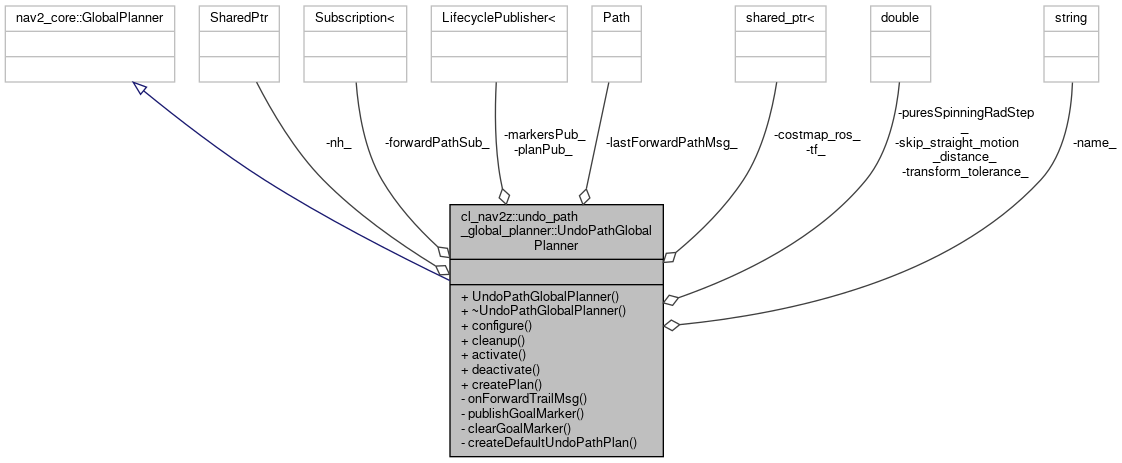 nav2_core::GlobalPlanner
SharedPtr
Subscription<
LifecyclePublisher<
Path
shared_ptr<
double
string
-nh_
-forwardPathSub_
-markersPub_
-planPub_
-lastForwardPathMsg_
-costmap_ros_
-tf_
-puresSpinningRadStep
_
-skip_straight_motion
_distance_
-transform_tolerance_
-name_
cl_nav2z::undo_path
_global_planner::UndoPathGlobal
Planner
+ UndoPathGlobalPlanner()
+ ~UndoPathGlobalPlanner()
+ configure()
+ cleanup()
+ activate()
+ deactivate()
+ createPlan()
- onForwardTrailMsg()
- publishGoalMarker()
- clearGoalMarker()
- createDefaultUndoPathPlan()